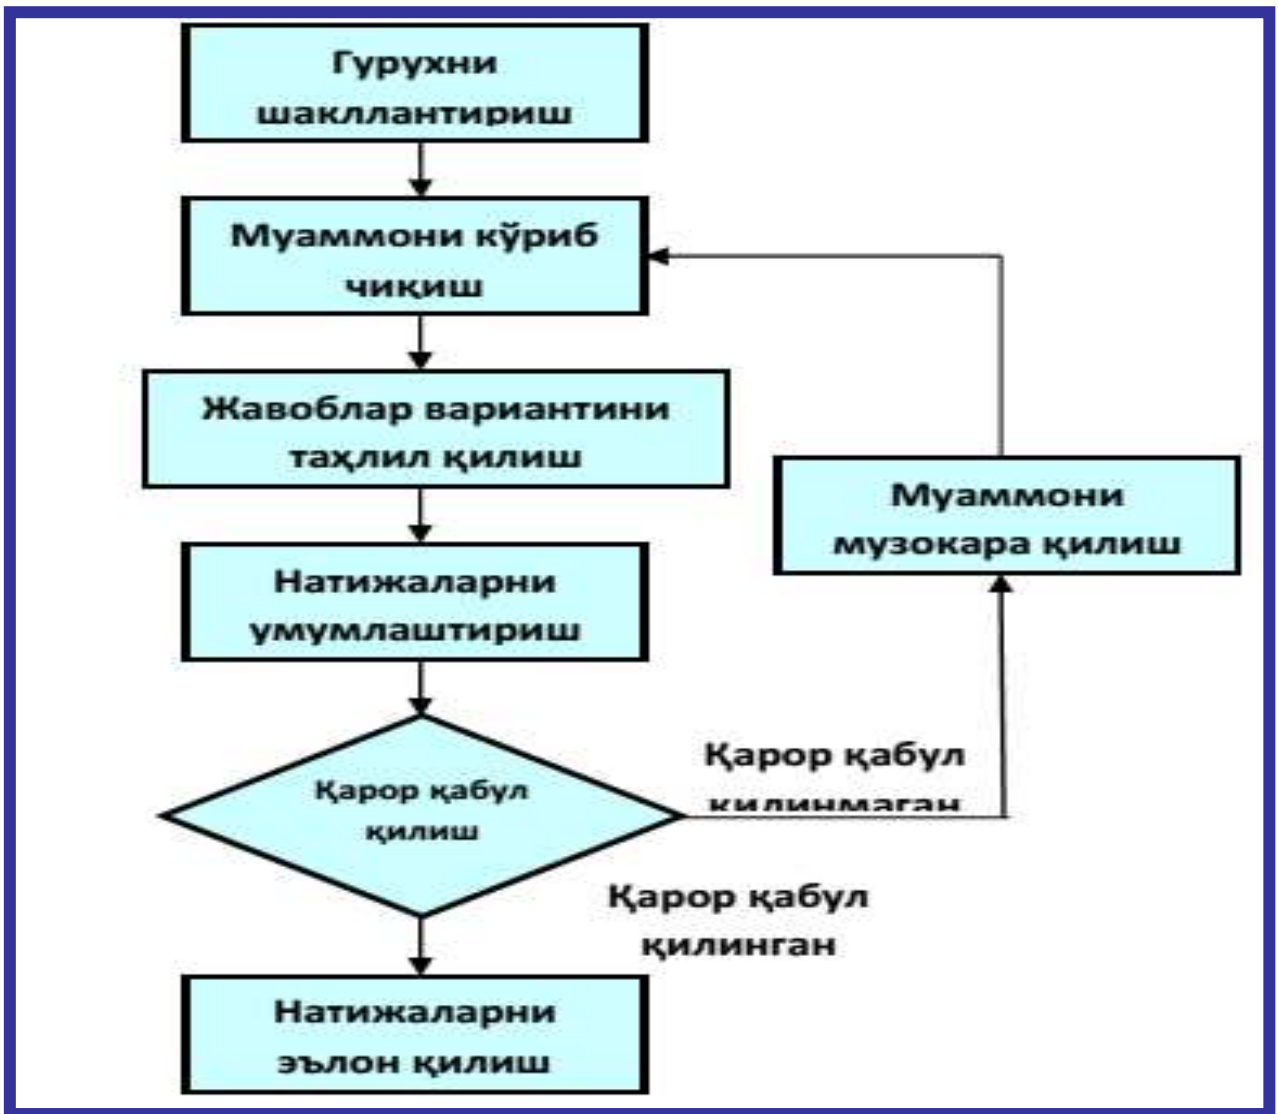 Гурухни
шакллантириш
Муаммони кўриб
чиқиш
Жавоблар вариантини
таҳлил қилиш
Муаммони
музокара қилиш
Натижаларни
умумлаштириш
Қарор қабул
қилинмаган
Қарор қабул
қилиш
Қарор қабул
қилинган
Натижаларни
эълон қилиш